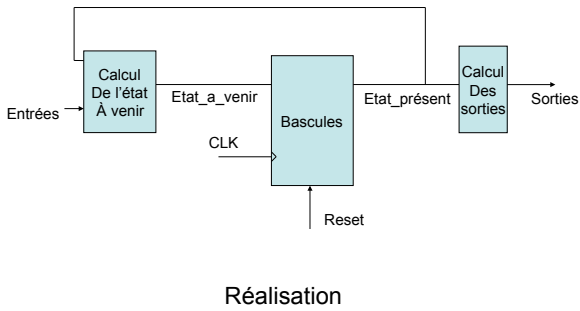 Calcul
De l'état
À venir
Entrées
Etat_a_venir
CLK
Bascules
Reset
Etat_présent
Calcul
Des
sorties
Sorties
Réalisation